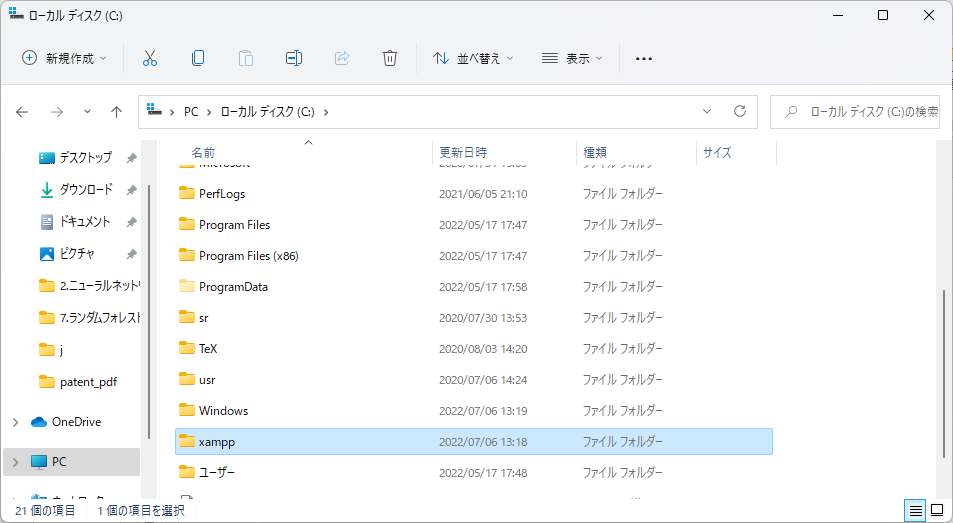 ローカル ディスク (C:)
新規作成 並べ替え 表示
PC ローカル ディスク (C:) ローカル ディスク (C:)の検索
名前 更新日時 種類 サイズ
デスクトップ
ダウンロード
ドキュメント
ピクチャ
2.ニューラルネット
7.ランダムフォレスト
j
patent_pdf
OneDrive
PC
PerfLogs 2021/06/05 21:10 ファイル フォルダー
Program Files 2022/05/17 17:47 ファイル フォルダー
Program Files (x86) 2022/05/17 17:47 ファイル フォルダー
ProgramData 2022/05/17 17:58 ファイル フォルダー
sr 2020/07/30 13:53 ファイル フォルダー
TeX 2020/08/03 14:20 ファイル フォルダー
usr 2020/07/06 14:24 ファイル フォルダー
Windows 2022/07/06 13:19 ファイル フォルダー
xampp 2022/07/06 13:18 ファイル フォルダー
ユーザー 2022/05/17 17:48 ファイル フォルダー
21 個の項目 1 個の項目を選択